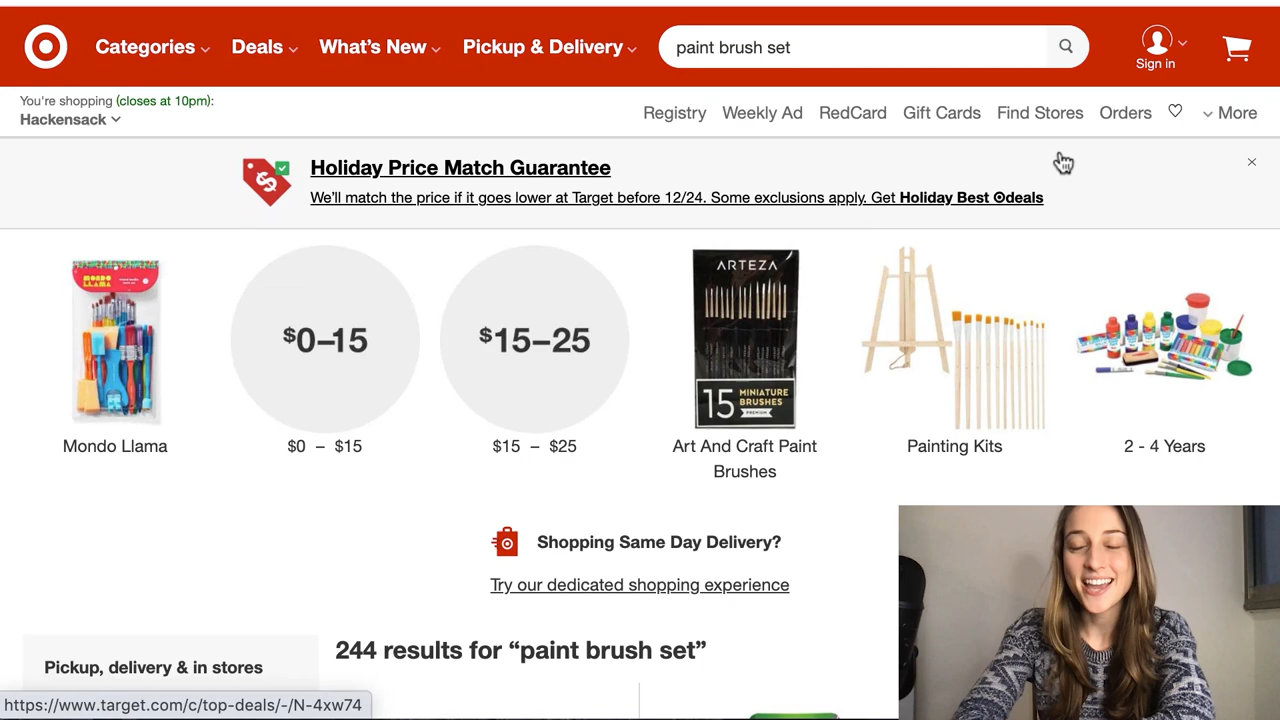 Categories
Deals
What's New
Pickup & Delivery
paint brush set
Sign in
You're shopping (closes at 10pm):
Hackensack
Registry
Weekly Ad
RedCard
Gift Cards
Find Stores
Orders
More
Holiday Price Match Guarantee
We'll match the price if it goes lower at Target before 12/24. Some exclusions apply. Get Holiday Best deals
MONDO
LLAMA
$0–15
$15–25
ARTEZA
15 MINIATURE
BRUSHES
PREMIUM
Mondo Llama
$0 – $15
$15 – $25
Art And Craft Paint
Brushes
Painting Kits
2 - 4 Years
Shopping Same Day Delivery?
Try our dedicated shopping experience
244 results for “paint brush set”
Pickup, delivery & in stores
https://www.target.com/c/top-deals/-/N-4xw74